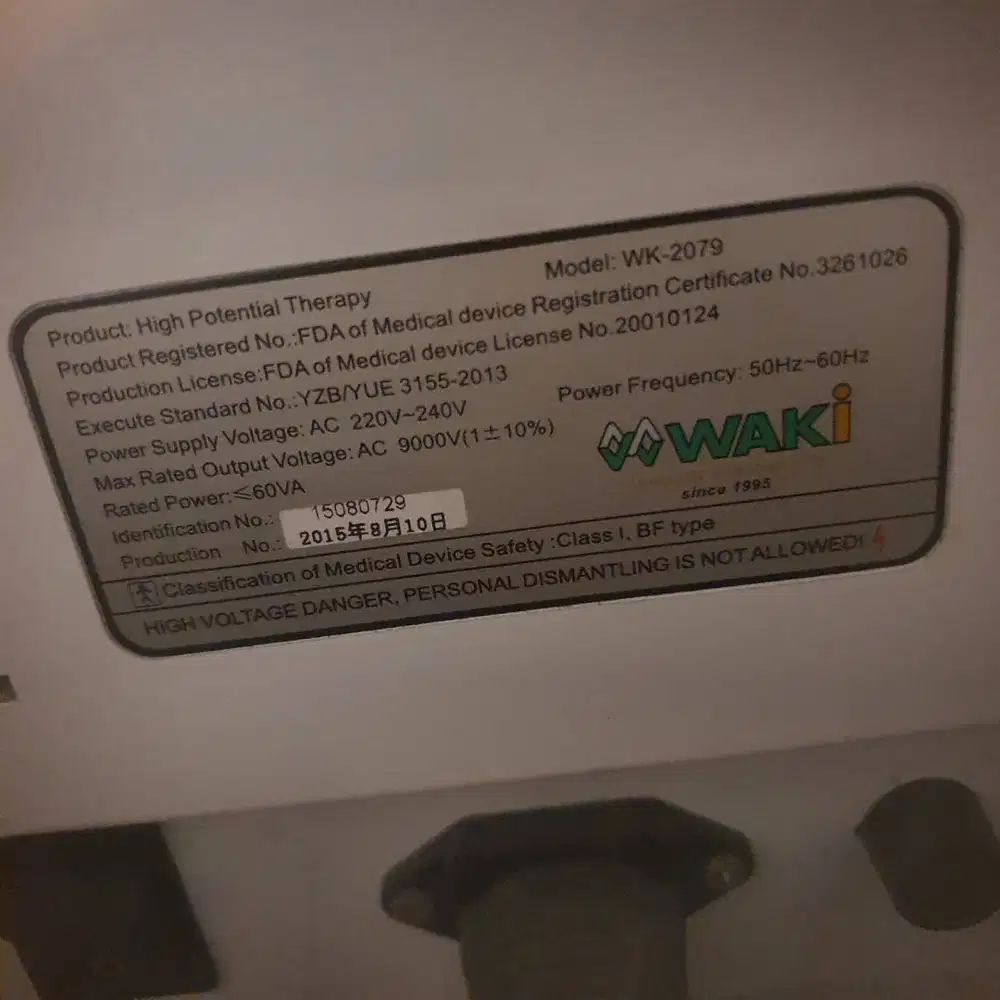 Product: High Potential Therapy Model: WK-2079
Product Registered No.:FDA of Medical device Registration Certificate No.3261026
Production License:FDA of Medical device License No.20010124
Execute Standard No.:YZB/YUE 3155-2013
Power Supply Voltage: AC 220V~240V Power Frequency: 50Hz~60Hz
Max Rated Output Voltage: AC 9000V(1±10%)
Rated Power:≤60VA
WAKi
since 1995
Identification No.: 15080729
Production No.: 2015年8月10日
Classification of Medical Device Safety :Class I, BF type
HIGH VOLTAGE DANGER, PERSONAL DISMANTLING IS NOT ALLOWED!